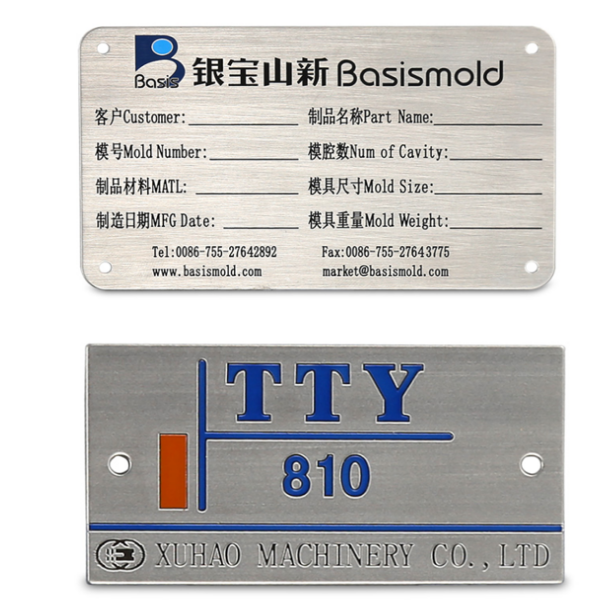 Basis 银宝山新 Basismold
客户Customer: 制品名称Part Name:
模号Mold Number: 模腔数Num of Cavity:
制品材料MATL: 模具尺寸Mold Size:
制造日期MFG Date: 模具重量Mold Weight:
Tel:0086-755-27642892 Fax:0086-755-27643775
www.basismold.com market@basismold.com
TTY
810
XUHAO MACHINERY CO.,LTD